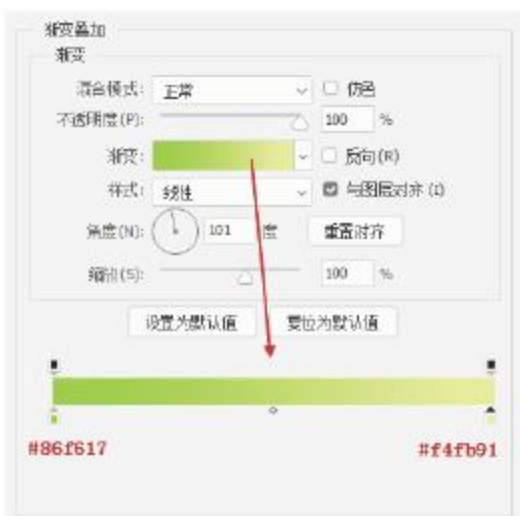 渐变叠加
渐变
混合模式: 正常 仿色
不透明度(P): 100 %
渐变: 反向(R)
样式: 线性 与图层对齐(I)
角度(N): 101 度 重置对齐
缩放(S): 100 %
设置为默认值 复位为默认值
#86f617 #f4fb91